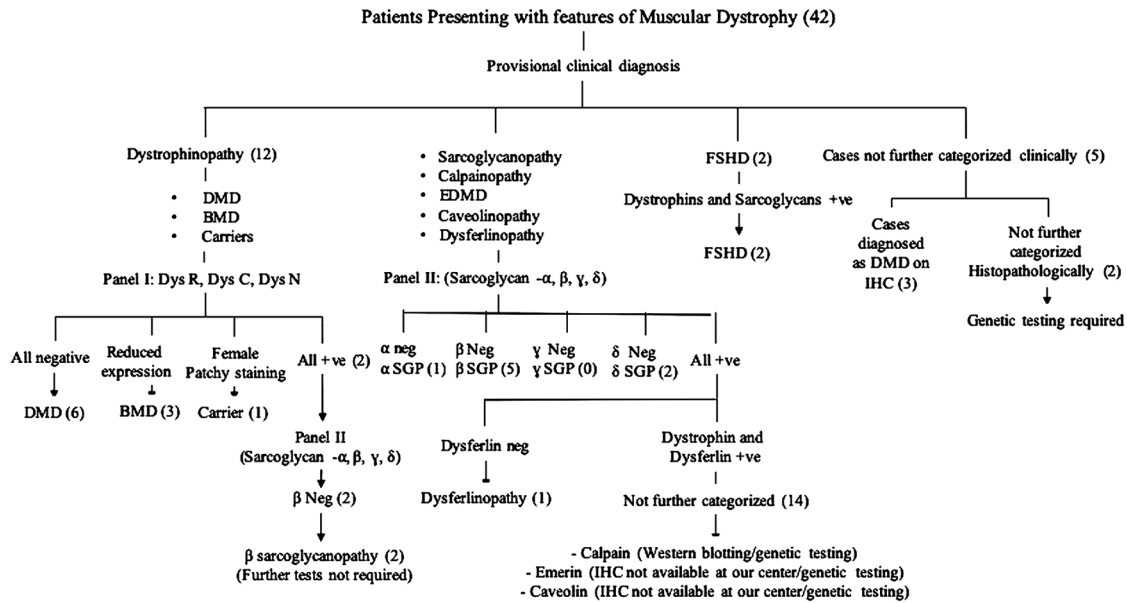 Patients Presenting with features of Muscular Dystrophy (42)
Provisional clinical diagnosis
Dystrophinopathy (12)
• DMD
• BMD
• Carriers
Panel I: Dys R, Dys C, Dys N
All negative
DMD (6)
Reduced
expression
BMD (3)
Female
Patchy staining
Carrier (1)
All +ve (2)
Panel II
(Sarcoglycan -α, β, ɣ, δ)
β Neg (2)
β sarcoglycanopathy (2)
(Further tests not required)
• Sarcoglycanopathy
• Calpainopathy
• EDMD
• Caveolinopathy
• Dysferlinopathy
Panel II: (Sarcoglycan -α, β, ɣ, δ)
α neg
α SGP (1)
β Neg
β SGP (5)
ɣ Neg
ɣ SGP (0)
δ Neg
δ SGP (2)
All +ve
Dysferlin neg
Dysferlinopathy (1)
Dystrophin and
Dysferlin +ve
Not further categorized (14)
- Calpain (Western blotting/genetic testing)
- Emerin (IHC not available at our center/genetic testing)
- Caveolin (IHC not available at our center/genetic testing)
FSHD (2)
Dystrophins and Sarcoglycans +ve
FSHD (2)
Cases not further categorized clinically (5)
Cases
diagnosed
as DMD on
IHC (3)
Not further
categorized
Histopathologically (2)
Genetic testing required